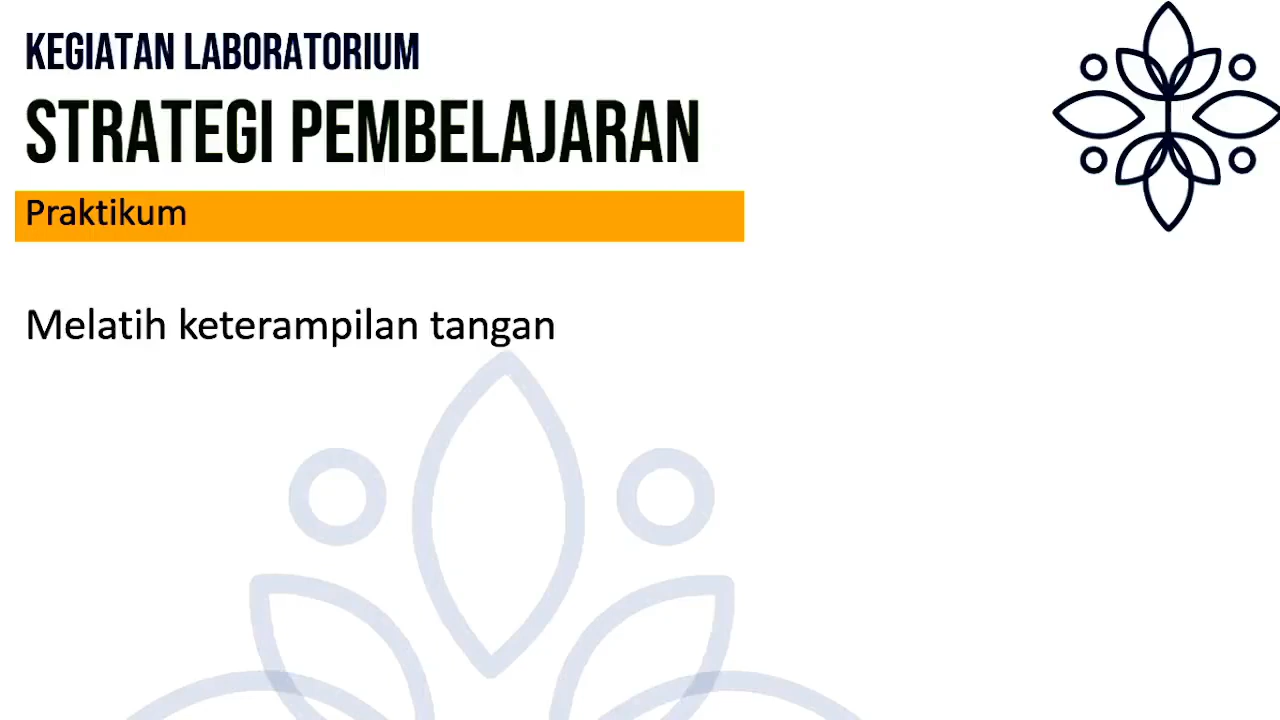 KEGIATAN LABORATORIUM
STRATEGI PEMBELAJARAN
Praktikum
Melatih keterampilan tangan